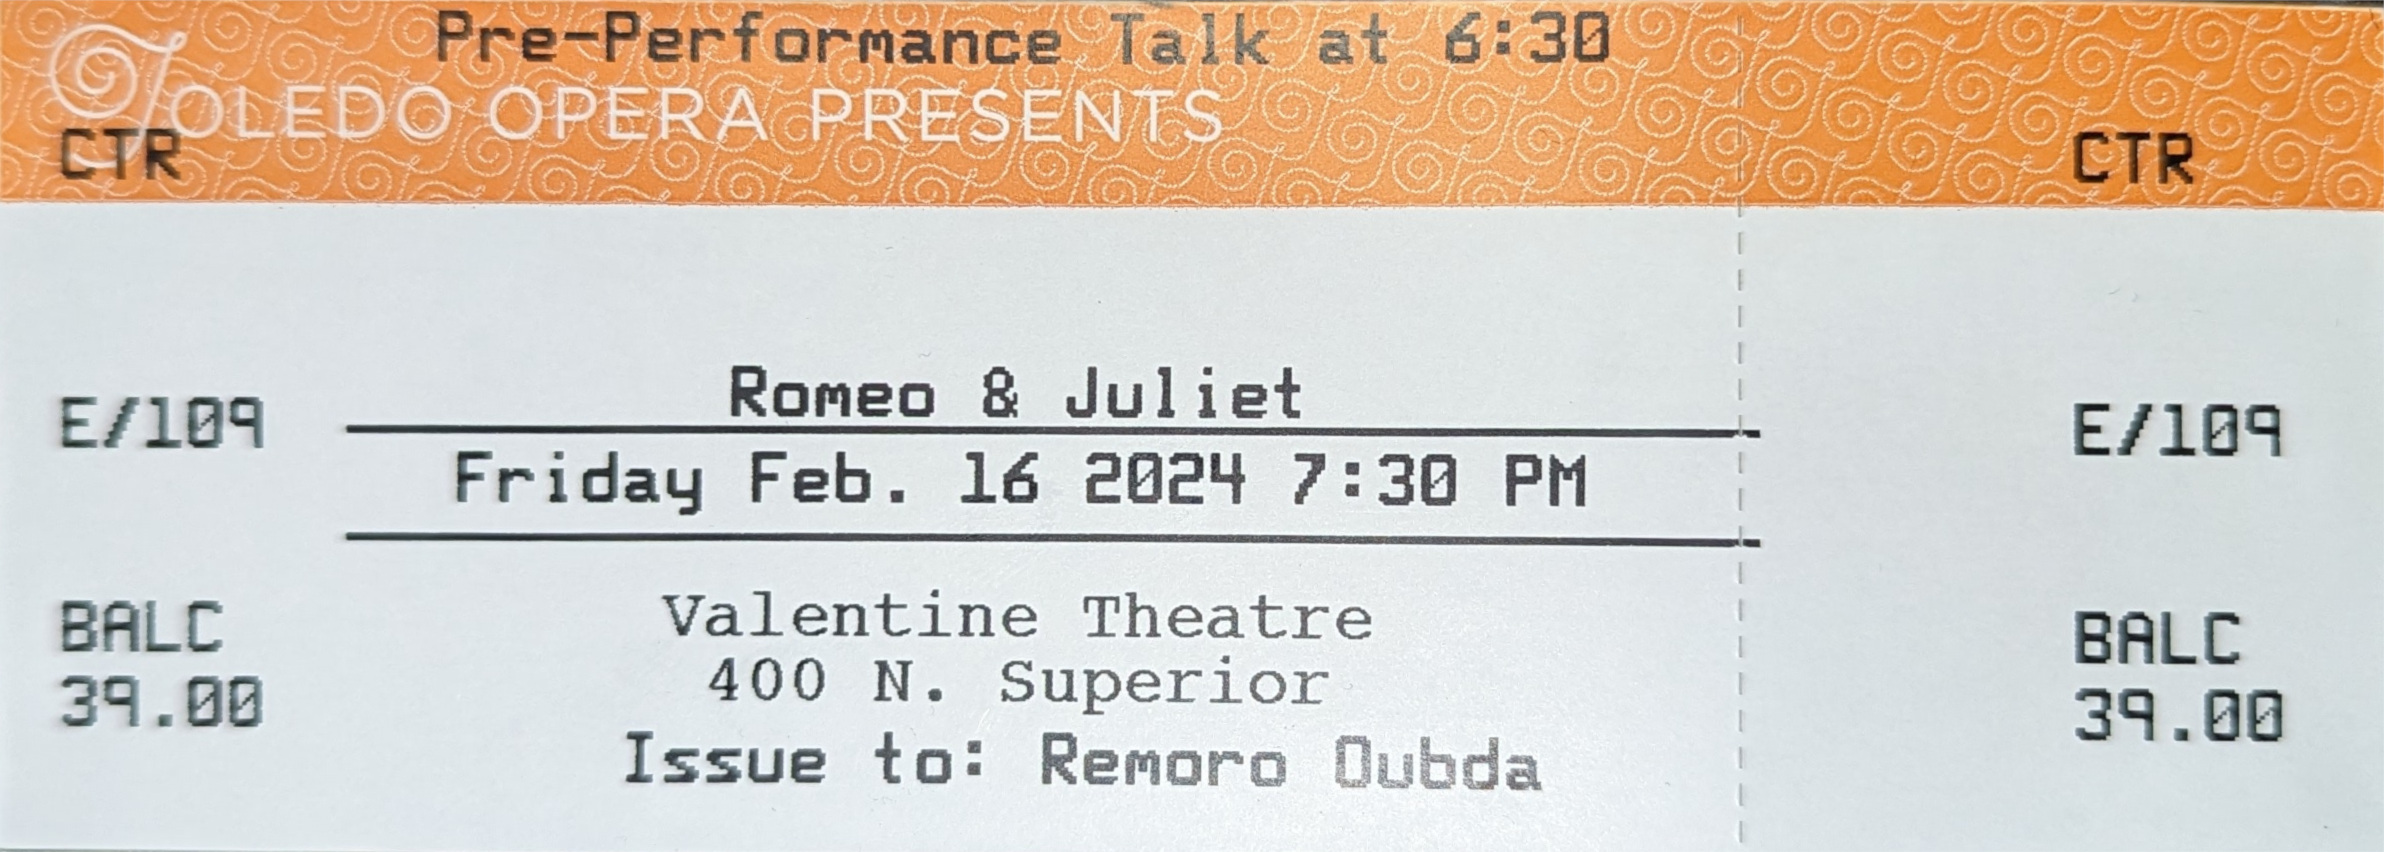 Pre-Performance Talk at 6:30
TOLEDO OPERA PRESENTS
CTR
CTR
Romeo & Juliet
E/109
E/109
Friday Feb. 16 2024 7:30 PM
Valentine Theatre
BALC
BALC
400 N. Superior
39.00
39.00
Issue to: Remoro Oubda